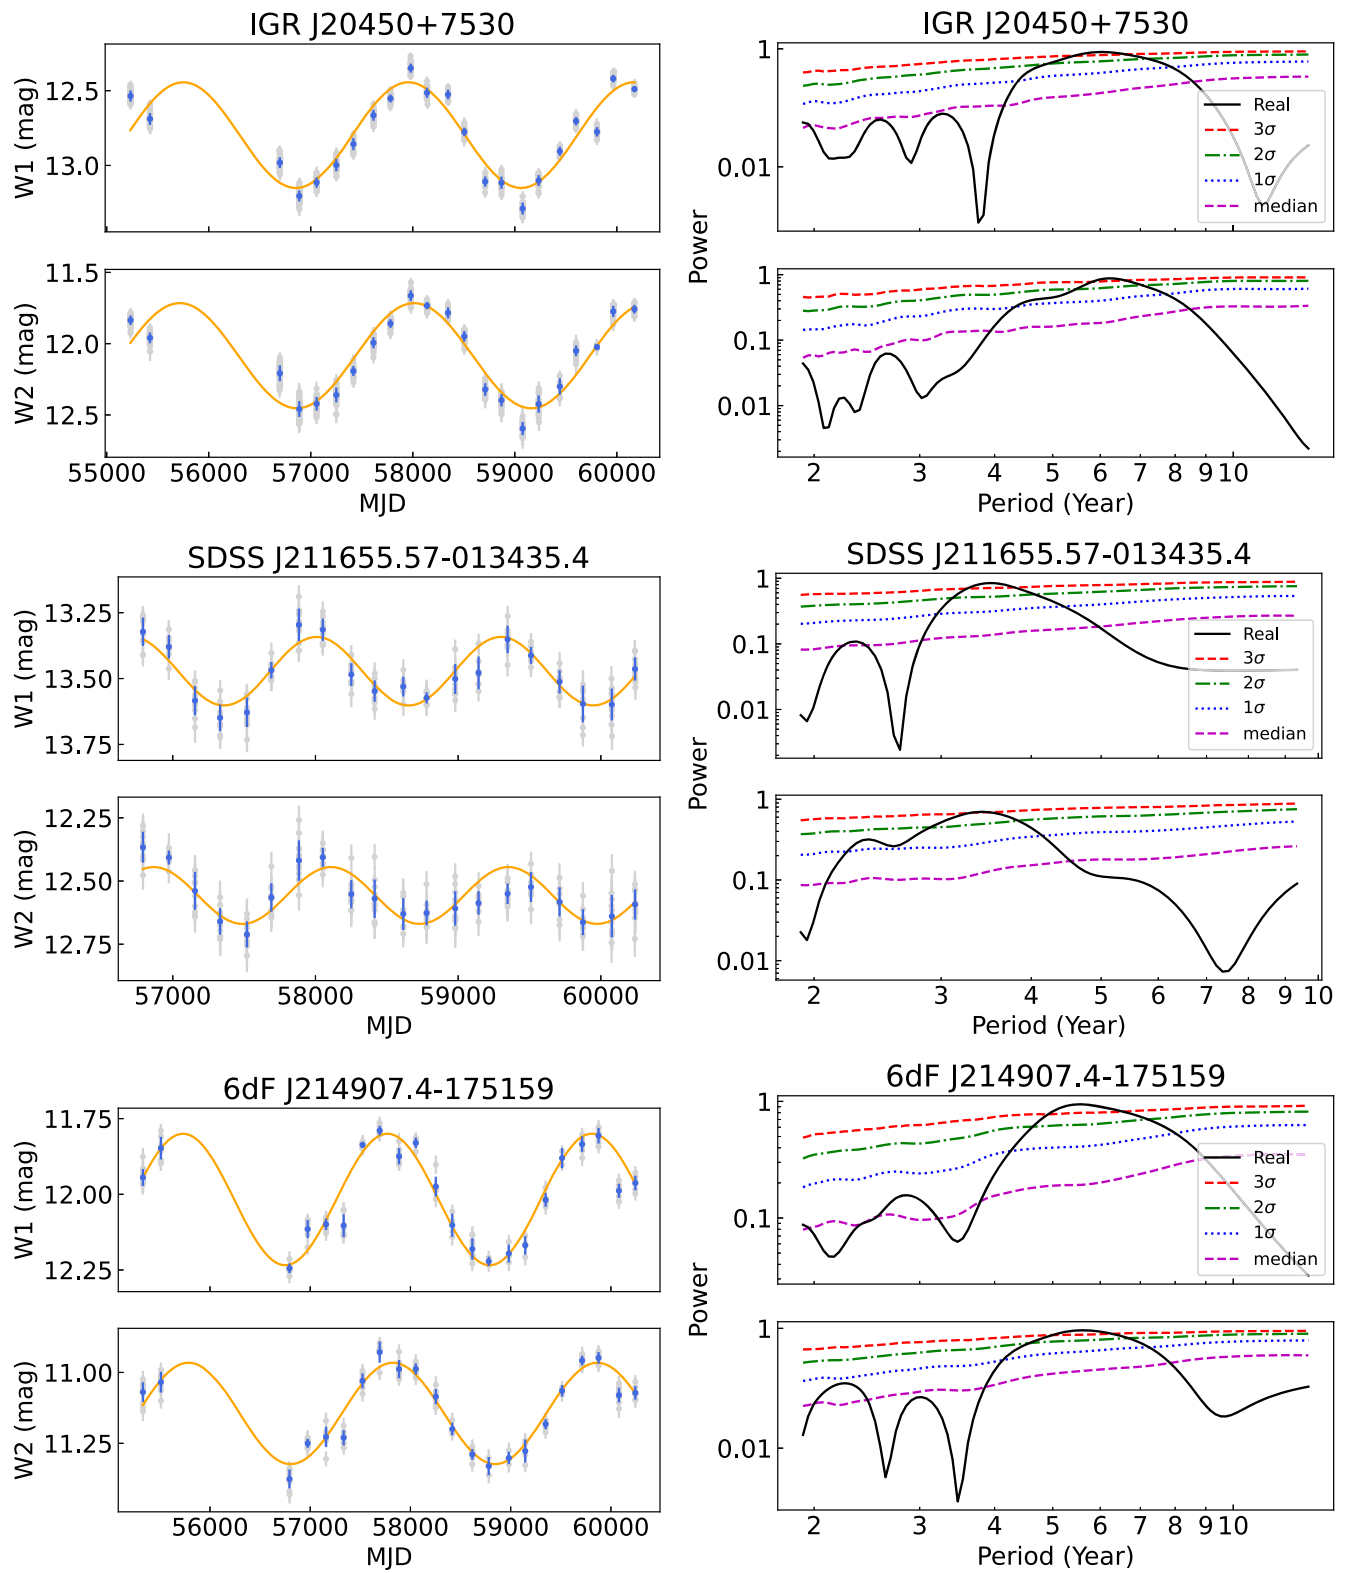 IGR J20450+7530
IGR J20450+7530
W1 (mag)
12.5
13.0
W2 (mag)
11.5
12.0
12.5
55000 56000 57000 58000 59000 60000
MJD
Power
1
0.01
Real
3σ
2σ
1σ
median
1
0.1
0.01
2 3 4 5 6 7 8 9 10
Period (Year)
SDSS J211655.57-013435.4
SDSS J211655.57-013435.4
W1 (mag)
13.25
13.50
13.75
W2 (mag)
12.25
12.50
12.75
57000 58000 59000 60000
MJD
Power
1
0.1
0.01
Real
3σ
2σ
1σ
median
1
0.1
0.01
2 3 4 5 6 7 8 9 10
Period (Year)
6dF J214907.4-175159
6dF J214907.4-175159
W1 (mag)
11.75
12.00
12.25
W2 (mag)
11.00
11.25
56000 57000 58000 59000 60000
MJD
Power
1
0.1
Real
3σ
2σ
1σ
median
1
0.01
2 3 4 5 6 7 8 9 10
Period (Year)